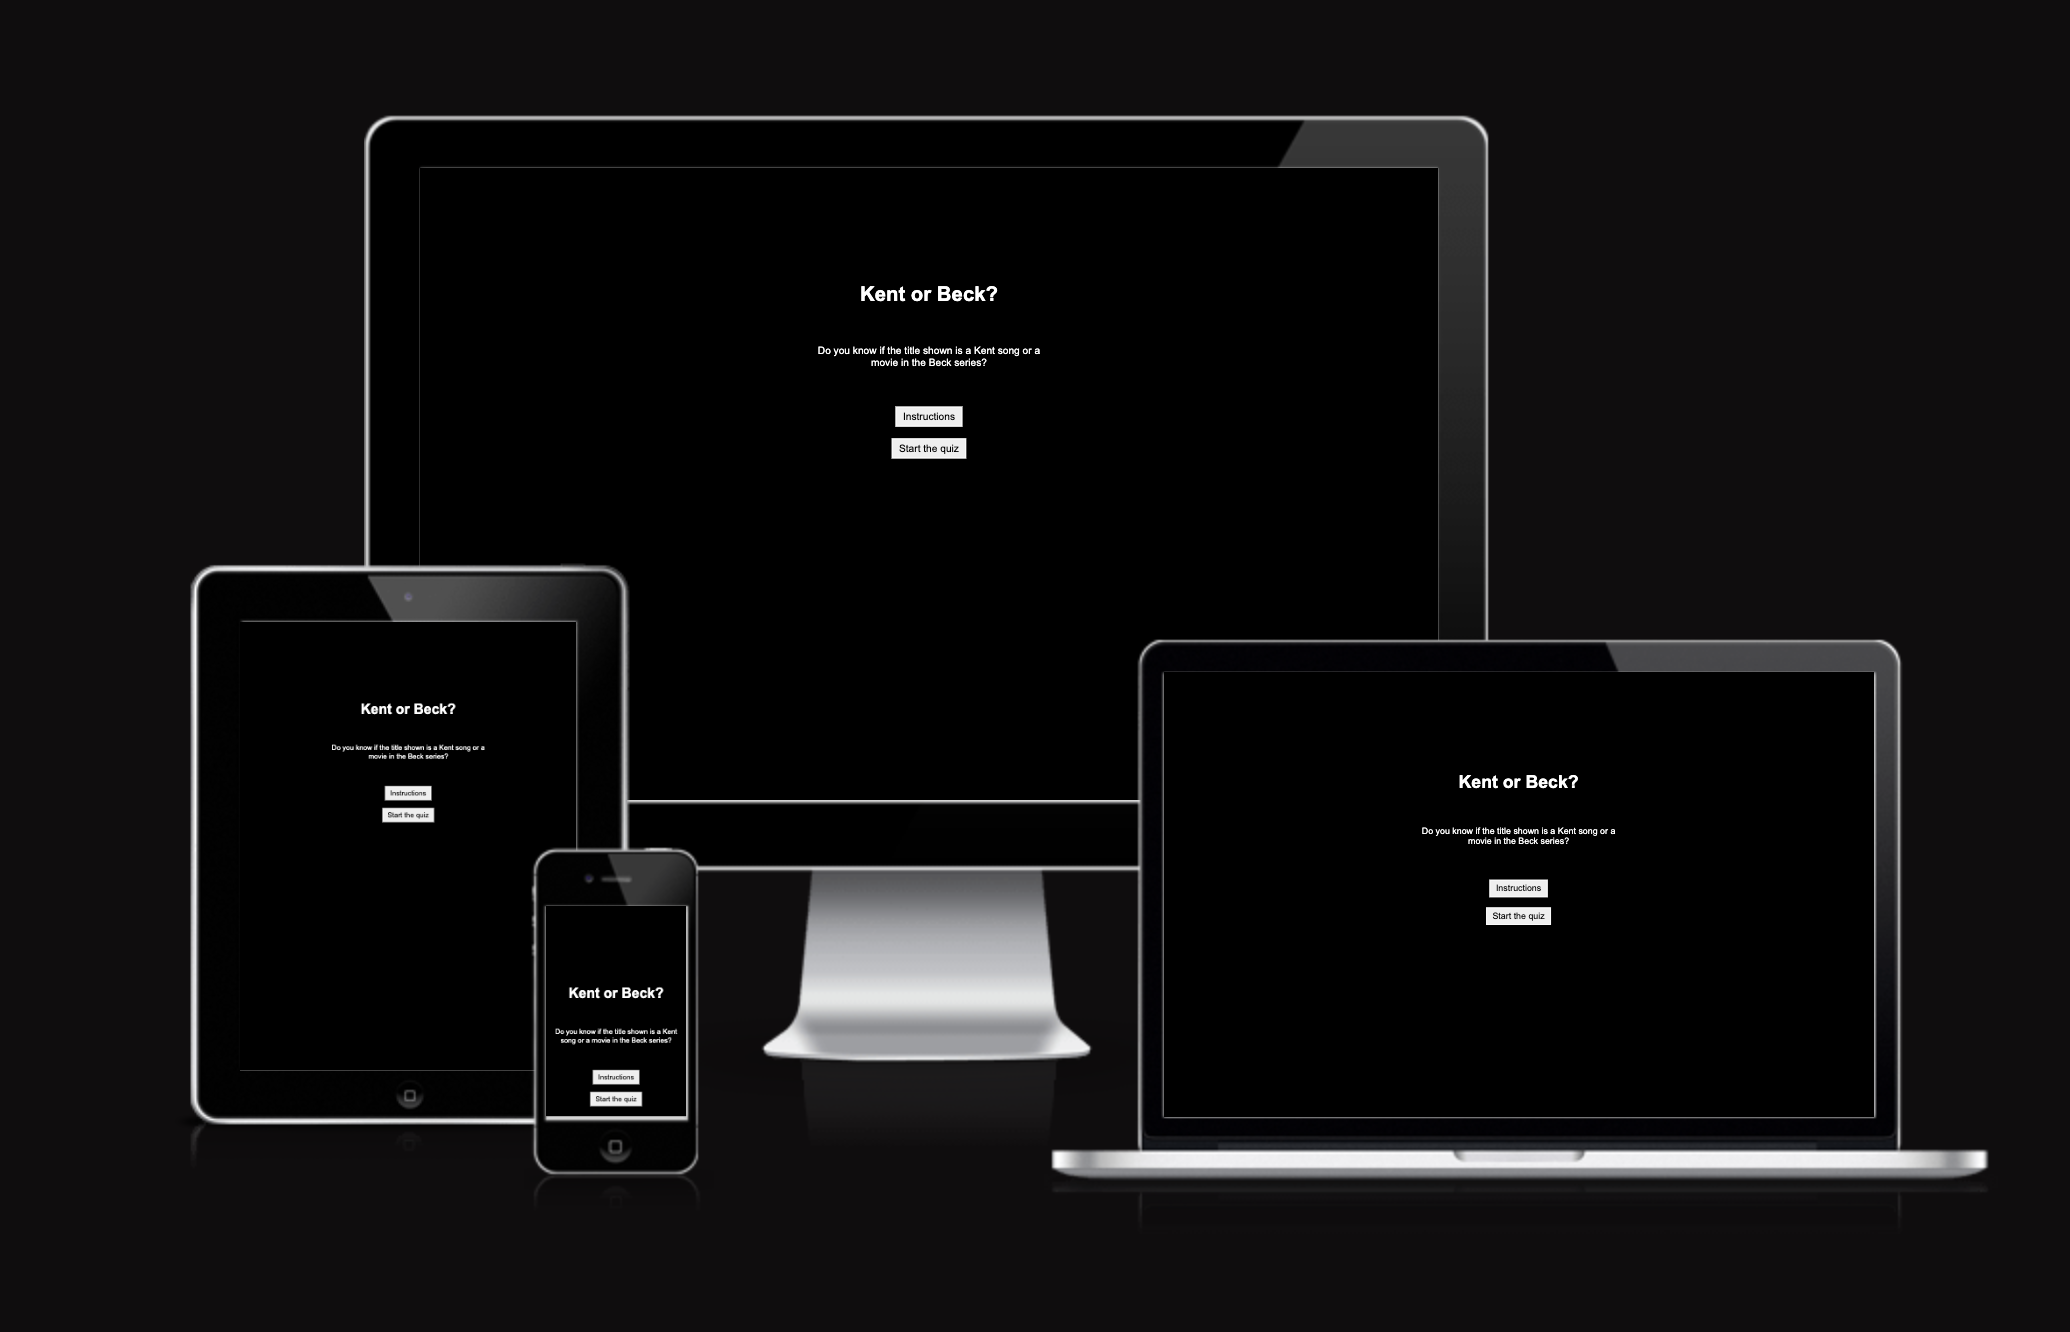 Kent or Beck?
Do you know if the title shown is a Kent song or a
movie in the Beck series?
Instructions
Start the quiz
Kent or Beck?
Do you know if the title shown is a Kent song or a
movie in the Beck series?
Instructions
Start the quiz
Kent or Beck?
Do you know if the title shown is a Kent
song or a movie in the Beck series?
Instructions
Start the quiz
Kent or Beck?
Do you know if the title shown is a Kent song or a
movie in the Beck series?
Instructions
Start the quiz